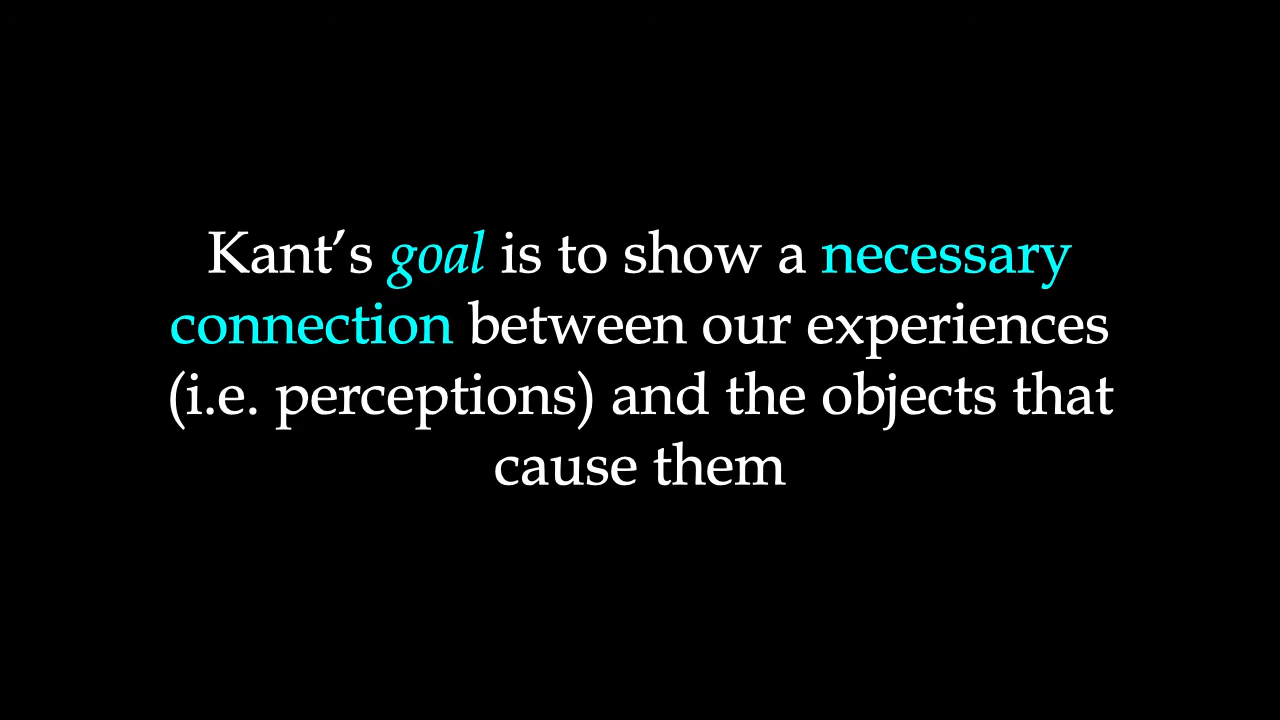 Kant’s goal is to show a necessary
connection between our experiences
(i.e. perceptions) and the objects that
cause them